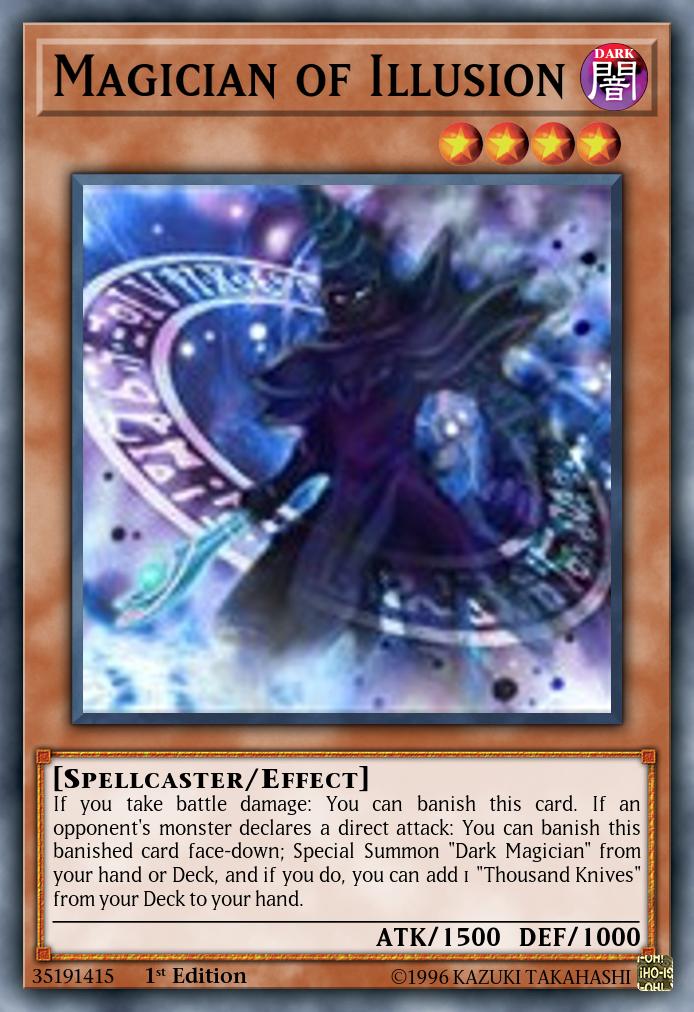 MAGICIAN OF ILLUSION
DARK
闇
[SPELLCASTER/EFFECT]
If you take battle damage: You can banish this card. If an
opponent's monster declares a direct attack: You can banish this
banished card face-down; Special Summon "Dark Magician" from
your hand or Deck, and if you do, you can add 1 "Thousand Knives"
from your Deck to your hand.
ATK/1500 DEF/1000
35191415 1st Edition ©1996 KAZUKI TAKAHASHI